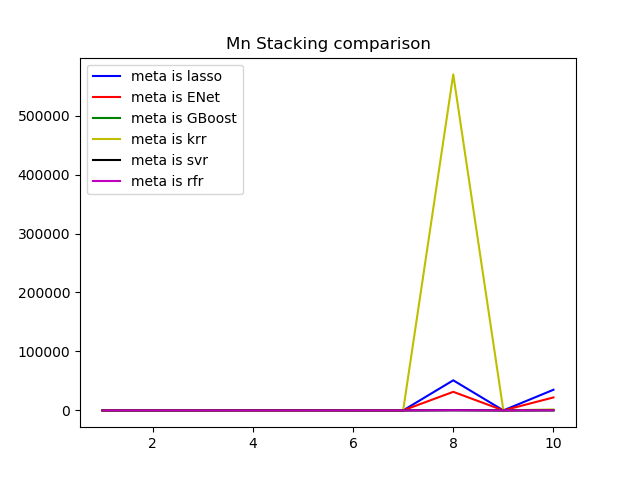 Mn Stacking comparison
meta is lasso
meta is ENet
meta is GBoost
meta is krr
meta is svr
meta is rfr
500000
400000
300000
200000
100000
0
2 4 6 8 10